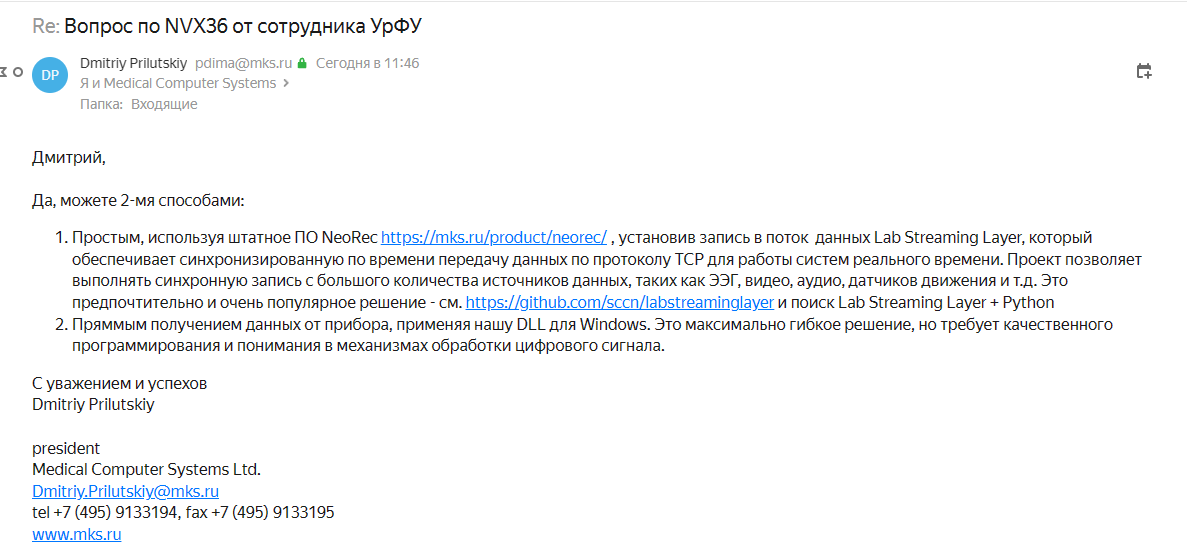 Re: Вопрос по NVX36 от сотрудника УрФУ
DP
Dmitriy Prilutskiy pdima@mks.ru Сегодня в 11:46
Я и Medical Computer Systems >
Папка: Входящие
Дмитрий,
Да, можете 2-мя способами:
1. Простым, используя штатное ПО NeoRec https://mks.ru/product/neorec/ , установив запись в поток данных Lab Streaming Layer, который
обеспечивает синхронизированную по времени передачу данных по протоколу TCP для работы систем реального времени. Проект позволяет
выполнять синхронную запись с большого количества источников данных, таких как ЭЭГ, видео, аудио, датчиков движения и т.д. Это
предпочтительно и очень популярное решение - см. https://github.com/sccn/labstreaminglayer и поиск Lab Streaming Layer + Python
2. Пряммым получением данных от прибора, применяя нашу DLL для Windows. Это максимально гибкое решение, но требует качественного
программирования и понимания в механизмах обработки цифрового сигнала.
С уважением и успехов
Dmitriy Prilutskiy
president
Medical Computer Systems Ltd.
Dmitriy.Prilutskiy@mks.ru
tel +7 (495) 9133194, fax +7 (495) 9133195
www.mks.ru